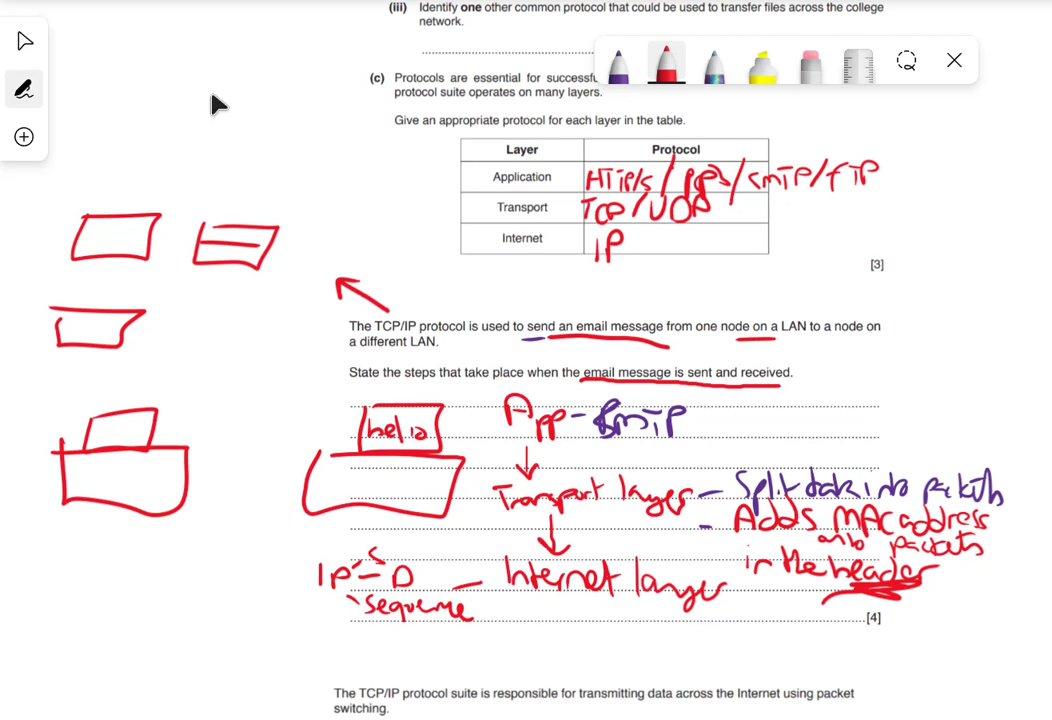 (iii) Identify one other common protocol that could be used to transfer files across the college
network.
(c) Protocols are essential for successfu
protocol suite operates on many layers.
Give an appropriate protocol for each layer in the table.
Layer Protocol
Application HTTP/S / /SMTP/FTP
Transport TCP/UDP
Internet IP
[3]
The TCP/IP protocol is used to send an email message from one node on a LAN to a node on
a different LAN.
State the steps that take place when the email message is sent and received.
hello App - SMTP
Transport layer - Split data into packets
- Adds MAC address
onto packets
in the header
IP - S
- D
- Internet layer
sequence
[4]
The TCP/IP protocol suite is responsible for transmitting data across the Internet using packet
switching.